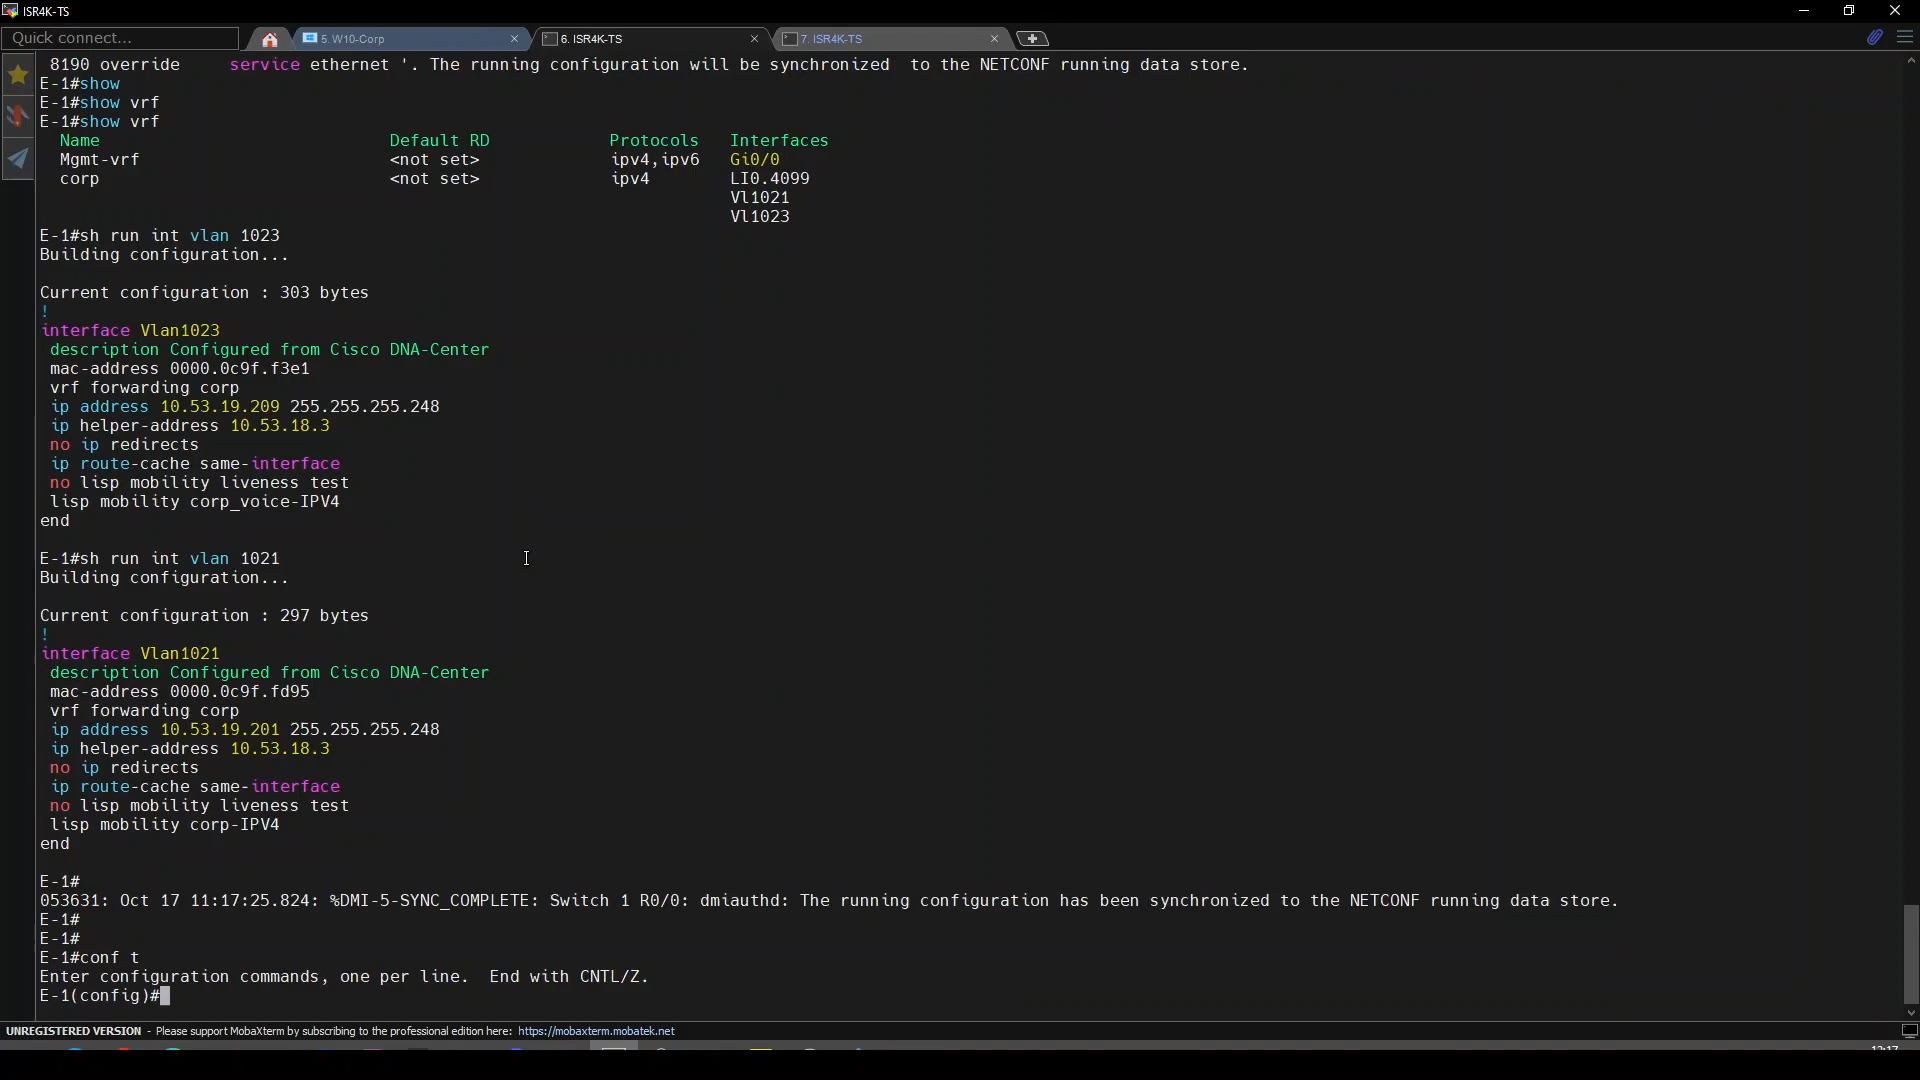 ISR4K-TS
Quick connect...
5. W10-Corp
6. ISR4K-TS
7. ISR4K-TS
8190 override     service ethernet '. The running configuration will be synchronized  to the NETCONF running data store.
E-1#show
E-1#show vrf
E-1#show vrf
Name Default RD Protocols Interfaces
Mgmt-vrf <not set> ipv4,ipv6 Gi0/0
corp <not set> ipv4 LI0.4099
Vl1021
Vl1023
E-1#sh run int vlan 1023
Building configuration...
Current configuration : 303 bytes
!
interface Vlan1023
description Configured from Cisco DNA-Center
mac-address 0000.0c9f.f3e1
vrf forwarding corp
ip address 10.53.19.209 255.255.255.248
ip helper-address 10.53.18.3
no ip redirects
ip route-cache same-interface
no lisp mobility liveness test
lisp mobility corp_voice-IPV4
end
E-1#sh run int vlan 1021
Building configuration...
Current configuration : 297 bytes
!
interface Vlan1021
description Configured from Cisco DNA-Center
mac-address 0000.0c9f.fd95
vrf forwarding corp
ip address 10.53.19.201 255.255.255.248
ip helper-address 10.53.18.3
no ip redirects
ip route-cache same-interface
no lisp mobility liveness test
lisp mobility corp-IPV4
end
E-1#
053631: Oct 17 11:17:25.824: %DMI-5-SYNC_COMPLETE: Switch 1 R0/0: dmiauthd: The running configuration has been synchronized to the NETCONF running data store.
E-1#
E-1#
E-1#conf t
Enter configuration commands, one per line.  End with CNTL/Z.
E-1(config)#
UNREGISTERED VERSION - Please support MobaXterm by subscribing to the professional edition here: https://mobaxterm.mobatek.net